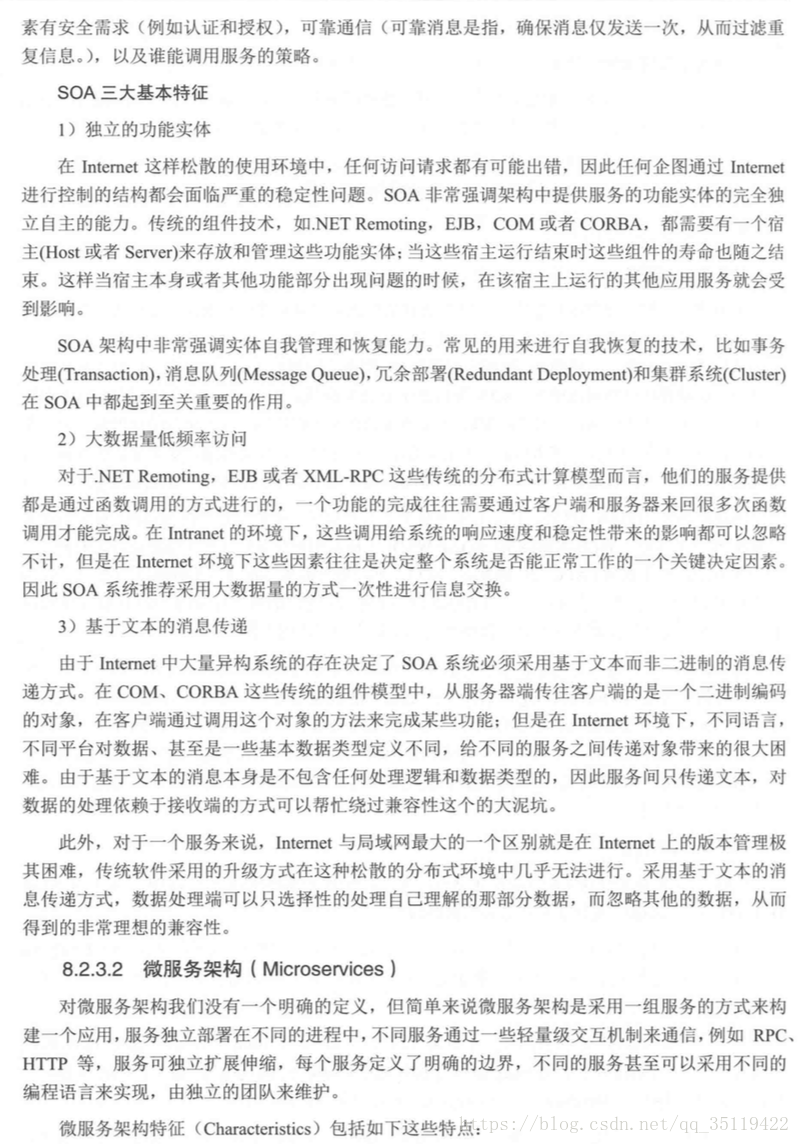 素有安全需求（例如认证和授权），可靠通信（可靠消息是指，确保消息仅发送一次，从而过滤重
复信息。），以及谁能调用服务的策略。
SOA 三大基本特征
1）独立的功能实体
在 Internet 这样松散的使用环境中，任何访问请求都有可能出错，因此任何企图通过 Internet
进行控制的结构都会面临严重的稳定性问题。SOA 非常强调架构中提供服务的功能实体的完全独
立自主的能力。传统的组件技术，如.NET Remoting，EJB，COM 或者 CORBA，都需要有一个宿
主(Host 或者 Server)来存放和管理这些功能实体；当这些宿主运行结束时这些组件的寿命也随之结
束。这样当宿主本身或者其他功能部分出现问题的时候，在该宿主上运行的其他应用服务就会受
到影响。
SOA 架构中非常强调实体自我管理和恢复能力。常见的用来进行自我恢复的技术，比如事务
处理(Transaction)，消息队列(Message Queue)，冗余部署(Redundant Deployment)和集群系统(Cluster)
在 SOA 中都起到至关重要的作用。
2）大数据量低频率访问
对于.NET Remoting，EJB 或者 XML-RPC 这些传统的分布式计算模型而言，他们的服务提供
都是通过函数调用的方式进行的，一个功能的完成往往需要通过客户端和服务器来回很多次函数
调用才能完成。在 Intranet 的环境下，这些调用给系统的响应速度和稳定性带来的影响都可以忽略
不计，但是在 Internet 环境下这些因素往往是决定整个系统是否能正常工作的一个关键决定因素。
因此 SOA 系统推荐采用大数据量的方式一次性进行信息交换。
3）基于文本的消息传递
由于 Internet 中大量异构系统的存在决定了 SOA 系统必须采用基于文本而非二进制的消息传
递方式。在 COM、CORBA 这些传统的组件模型中，从服务器端传往客户端的是一个二进制编码
的对象，在客户端通过调用这个对象的方法来完成某些功能；但是在 Internet 环境下，不同语言，
不同平台对数据、甚至是一些基本数据类型定义不同，给不同的服务之间传递对象带来的很大困
难。由于基于文本的消息本身是不包含任何处理逻辑和数据类型的，因此服务间只传递文本，对
数据的处理依赖于接收端的方式可以帮忙绕过兼容性这个的大泥坑。
此外，对于一个服务来说，Internet 与局域网最大的一个区别就是在 Internet 上的版本管理极
其困难，传统软件采用的升级方式在这种松散的分布式环境中几乎无法进行。采用基于文本的消
息传递方式，数据处理端可以只选择性的处理自己理解的那部分数据，而忽略其他的数据，从而
得到的非常理想的兼容性。
8.2.3.2 微服务架构（Microservices）
对微服务架构我们没有一个明确的定义，但简单来说微服务架构是采用一组服务的方式来构
建一个应用，服务独立部署在不同的进程中，不同服务通过一些轻量级交互机制来通信，例如 RPC、
HTTP 等，服务可独立扩展伸缩，每个服务定义了明确的边界，不同的服务甚至可以采用不同的
编程语言来实现，由独立的团队来维护。
微服务架构特征（Characteristics）包括如下这些特点：
https://blog.csdn.net/qq_35119422